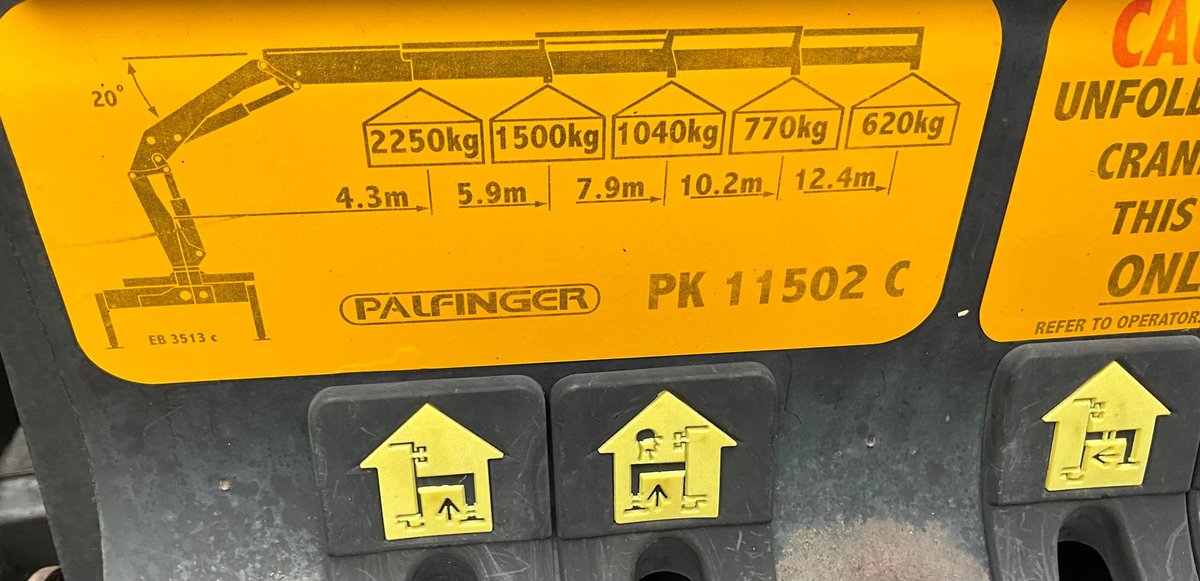 20°
2250kg 1500kg 1040kg 770kg 620kg
4.3m 5.9m 7.9m 10.2m 12.4m
PALFINGER PK 11502 C
EB 3513 c
UNFOL
CRAN
THIS
ONL
REFER TO OPERATORS